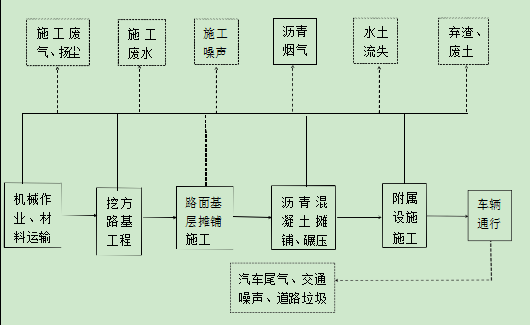 施工废
气、扬尘
施工
废水
施工
噪声
沥青
烟气
水土
流失
弃渣、
废土
机械作
业、材
料运输
挖方
路基
工程
路面基
层摊铺
施工
沥青混
凝土摊
铺、碾压
附属
设施
施工
车辆
通行
汽车尾气、交通
噪声、道路垃圾